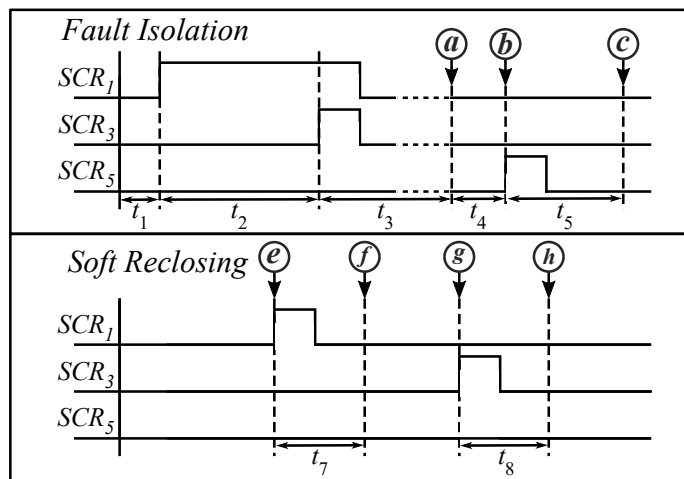 Fault Isolation
a b c
SCR1
SCR3
SCR5
t1 t2 t3 t4 t5
Soft Reclosing
e f g h
SCR1
SCR3
SCR5
t7 t8